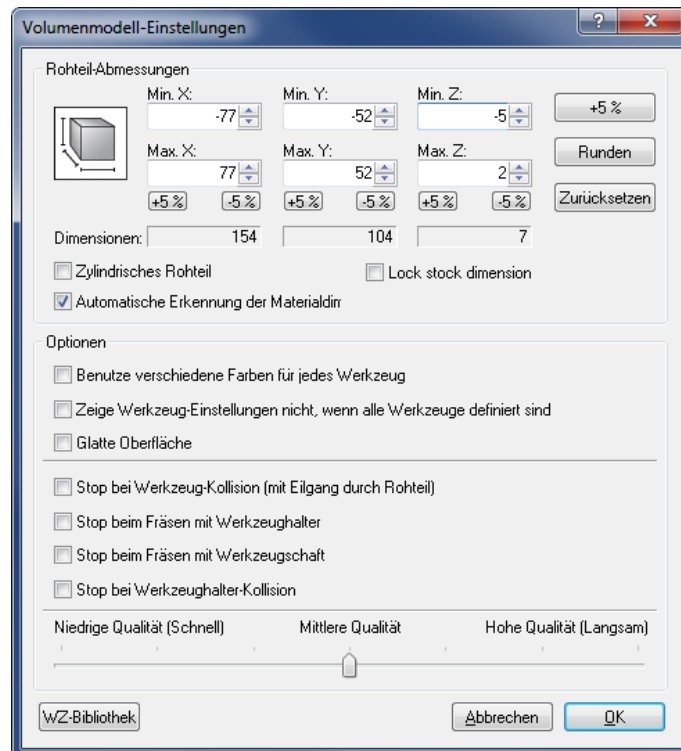 Volumenmodell-Einstellungen
Rohteil-Abmessungen
Min. X: Min. Y: Min. Z:
-77 -52 -5 +5 %
Max. X: Max. Y: Max. Z: Runden
77 52 2
+5 % -5 % +5 % -5 % +5 % -5 % Zurücksetzen
Dimensionen: 154 104 7
Zylindrisches Rohteil Lock stock dimension
Automatische Erkennung der Materialdim
Optionen
Benutze verschiedene Farben für jedes Werkzeug
Zeige Werkzeug-Einstellungen nicht, wenn alle Werkzeuge definiert sind
Glatte Oberfläche
Stop bei Werkzeug-Kollision (mit Eilgang durch Rohteil)
Stop beim Fräsen mit Werkzeughalter
Stop beim Fräsen mit Werkzeugschaft
Stop bei Werkzeughalter-Kollision
Niedrige Qualität (Schnell) Mittlere Qualität Hohe Qualität (Langsam)
WZ-Bibliothek Abbrechen OK